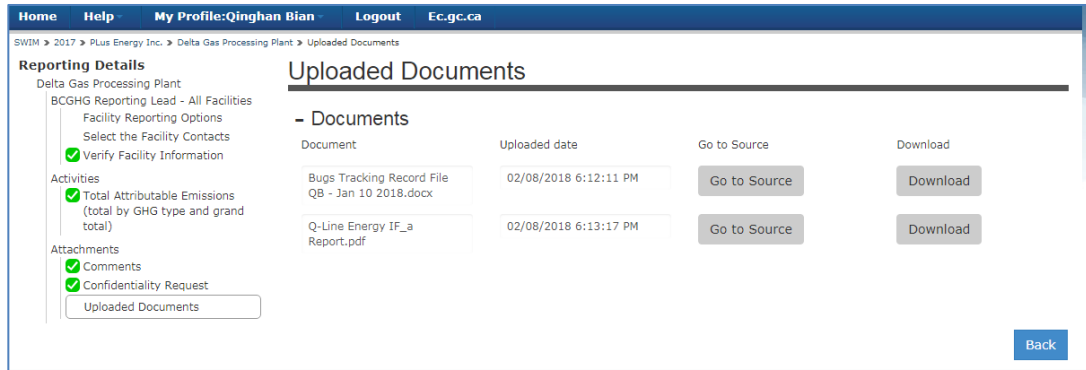 Home Help My Profile:Qinghan Bian Logout Ec.gc.ca
SWIM > 2017 > PLus Energy Inc. > Delta Gas Processing Plant > Uploaded Documents
Reporting Details
Delta Gas Processing Plant
BCGHG Reporting Lead - All Facilities
Facility Reporting Options
Select the Facility Contacts
Verify Facility Information
Activities
Total Attributable Emissions
(total by GHG type and grand
total)
Attachments
Comments
Confidentiality Request
Uploaded Documents
Uploaded Documents
- Documents
Document Uploaded date Go to Source Download
Bugs Tracking Record File
QB - Jan 10 2018.docx
02/08/2018 6:12:11 PM
Go to Source
Download
Q-Line Energy IF_a
Report.pdf
02/08/2018 6:13:17 PM
Go to Source
Download
Back